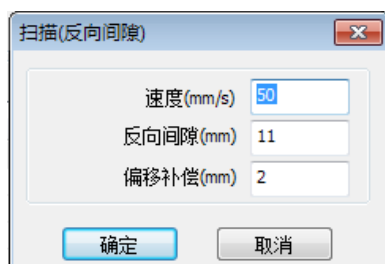 扫描(反向间隙)
速度(mm/s) 50
反向间隙(mm) 11
偏移补偿(mm) 2
确定 取消